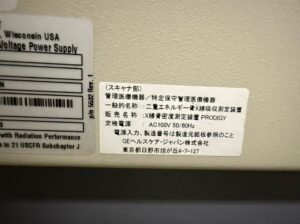 Wisconsin USA
Voltage Power Supply
p/n 5632 Rev. 1
with Radiation Performance
in 21 USCFR Subchapter J
(スキャナ部)
管理医療機器/特定保守管理医療機器
一般的名称: 二重エネルギー骨X線吸収測定装置
販売名称: X線骨密度測定装置 PRODIGY
定格電源: AC100V 50/60Hz
電源入力、製造番号は製造元銘板参照のこと
GEヘルスケア・ジャパン株式会社
東京都日野市旭が丘4-7-127